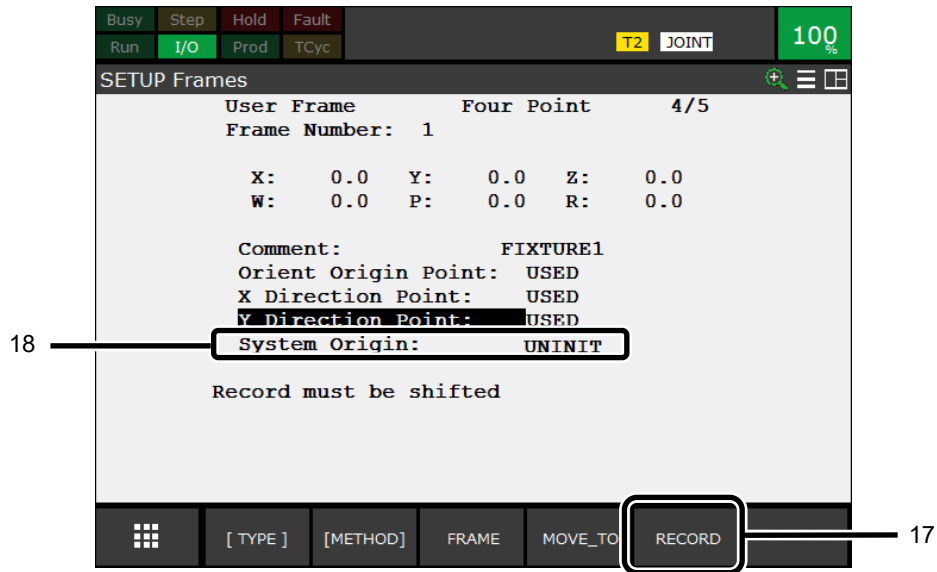 Busy Step Hold Fault
Run I/O Prod TCyc T2 JOINT 100 %
SETUP Frames
User Frame Four Point 4/5
Frame Number: 1
X: 0.0 Y: 0.0 Z: 0.0
W: 0.0 P: 0.0 R: 0.0
Comment: FIXTURE1
Orient Origin Point: USED
X Direction Point: USED
Y Direction Point: USED
18 System Origin: UNINIT
Record must be shifted
[ TYPE ] [METHOD] FRAME MOVE_TO RECORD 17